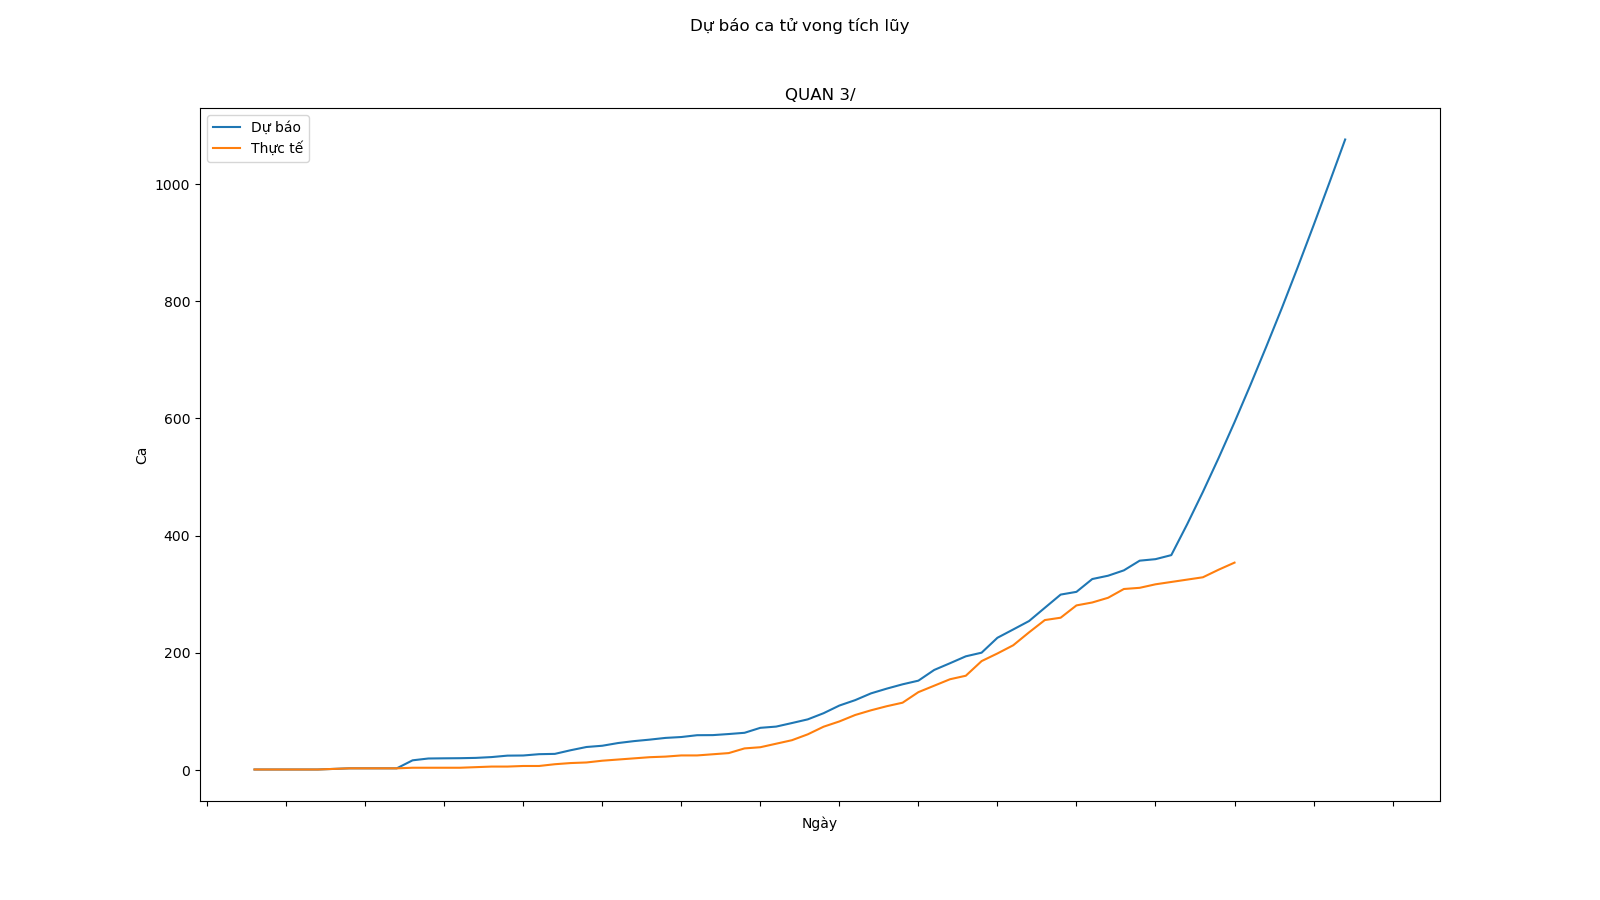 Dự báo ca tử vong tích lũy
QUAN 3/
Dự báo
Thực tế
1000
800
600
400
200
0
Ca
Ngày